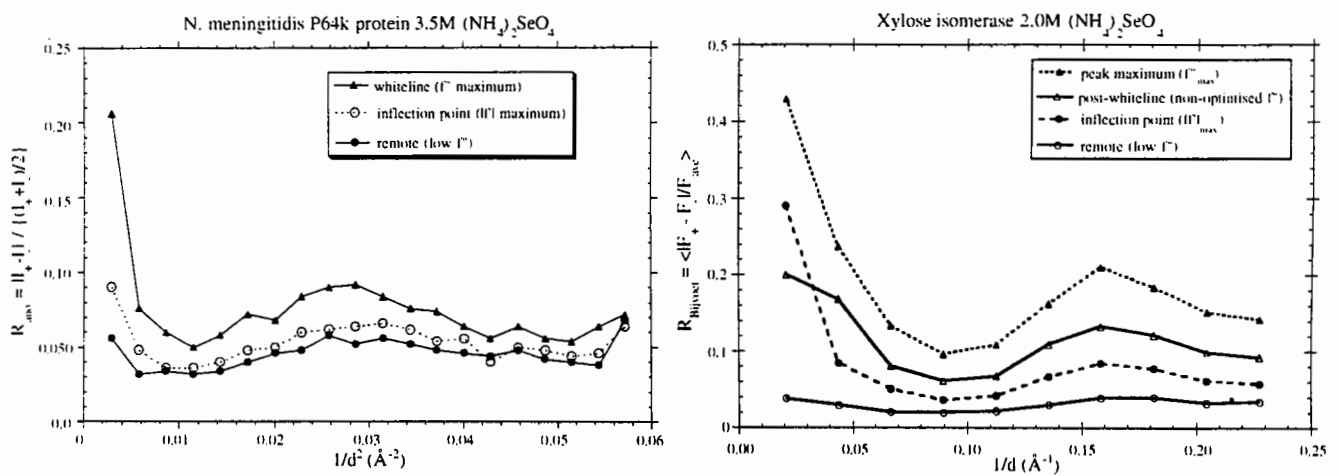 N. meningitidis P64k protein 3.5M (NH4)2SeO4
0.25
0.20
0.15
0.10
0.050
0.0
R_ano = |I+ - I-| / {(I+ + I-)/2}
whiteline (f" maximum)
inflection point (|f'| maximum)
remote (low f")
0
0.01
0.02
0.03
0.04
0.05
0.06
1/d² (Å⁻²)
Xylose isomerase 2.0M (NH4)2SeO4
0.5
0.4
0.3
0.2
0.1
0
R_Bijvoet = <|F+ - F-|/F_ave>
peak maximum (f"max)
post-whiteline (non-optimised f")
inflection point (|f'|max)
remote (low f")
0.00
0.05
0.10
0.15
0.20
0.25
1/d (Å⁻¹)